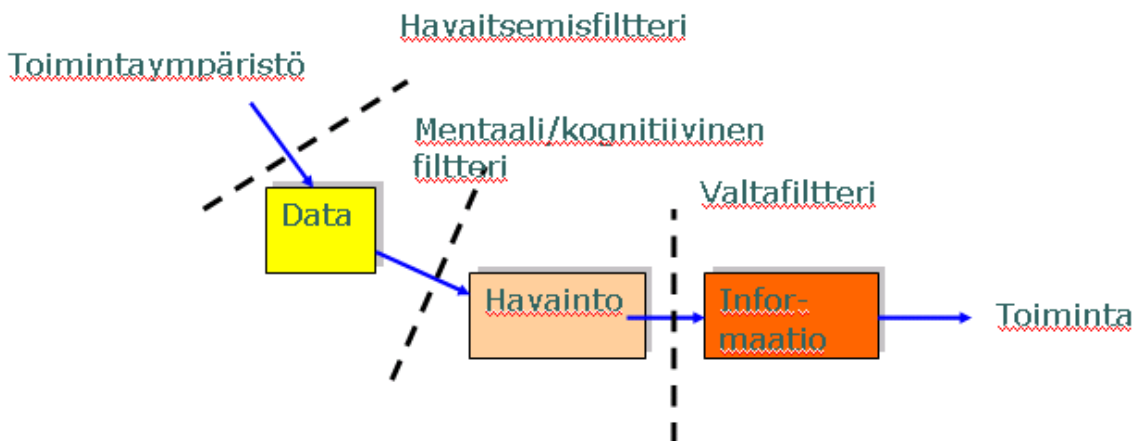 Havaitsemisfiltteri
Toimintaympäristö
Mentaali/kognitiivinen
filtteri
Valtafiltteri
Data
Havainto
Infor-
maatio
Toiminta